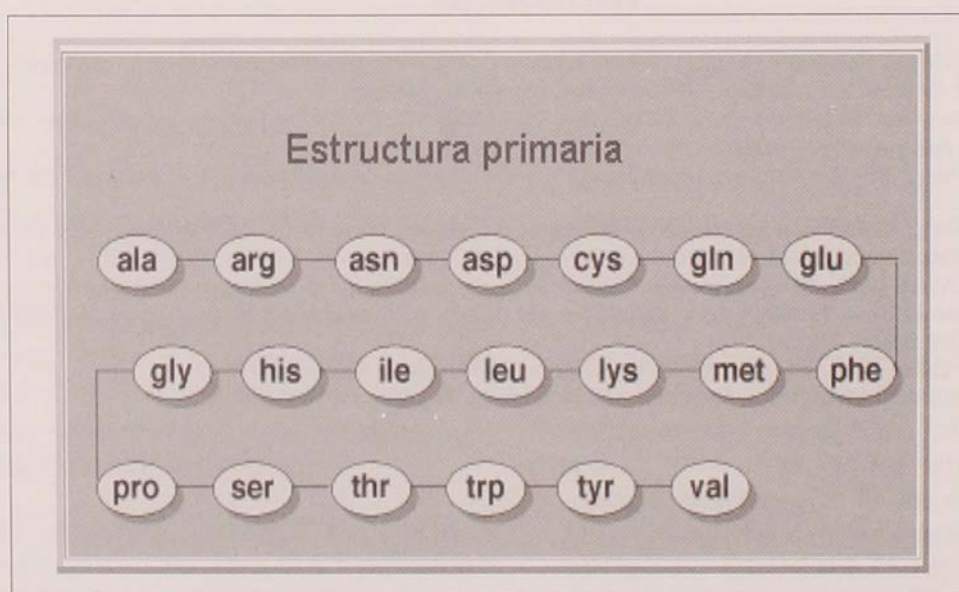 Estructura primaria
ala arg asn asp cys gln glu
gly his ile leu lys met phe
pro ser thr trp tyr val